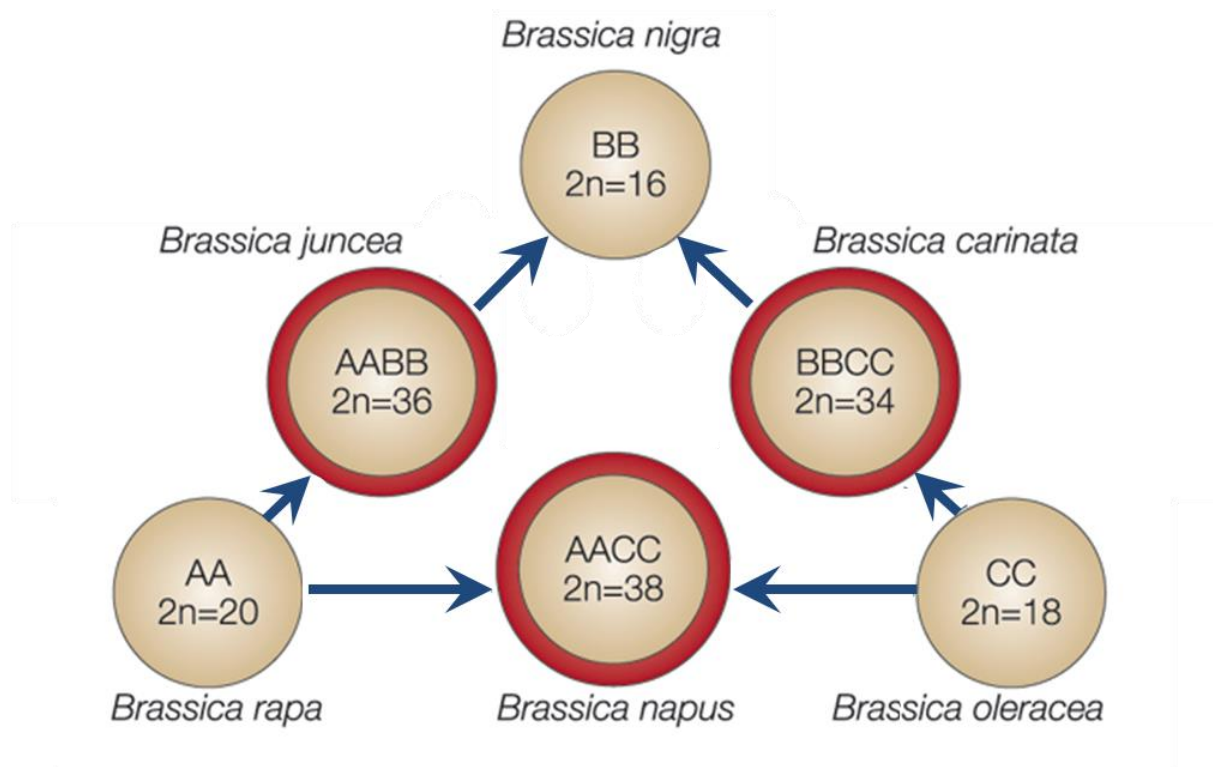 Brassica nigra
BB
2n=16
Brassica juncea
Brassica carinata
AABB
2n=36
BBCC
2n=34
AACC
2n=38
AA
2n=20
CC
2n=18
Brassica rapa
Brassica napus
Brassica oleracea